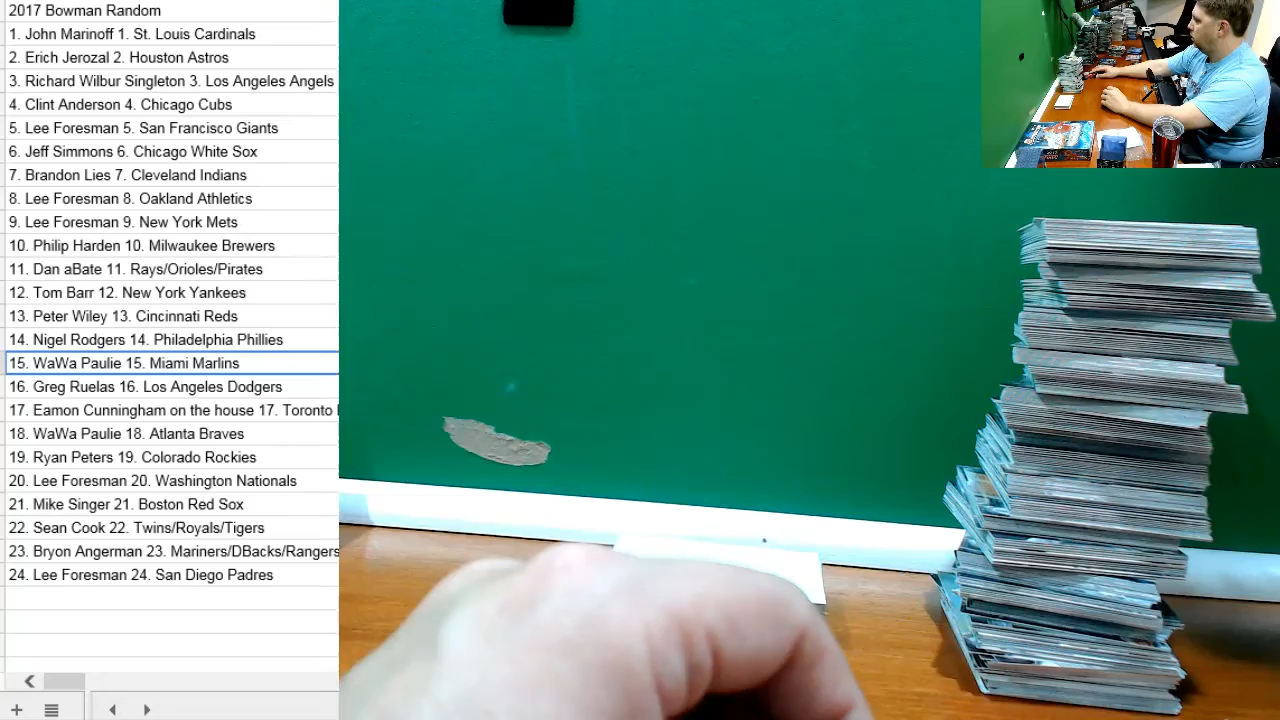 2017 Bowman Random
1. John Marinoff 1. St. Louis Cardinals
2. Erich Jerozal 2. Houston Astros
3. Richard Wilbur Singleton 3. Los Angeles Angels
4. Clint Anderson 4. Chicago Cubs
5. Lee Foresman 5. San Francisco Giants
6. Jeff Simmons 6. Chicago White Sox
7. Brandon Lies 7. Cleveland Indians
8. Lee Foresman 8. Oakland Athletics
9. Lee Foresman 9. New York Mets
10. Philip Harden 10. Milwaukee Brewers
11. Dan aBate 11. Rays/Orioles/Pirates
12. Tom Barr 12. New York Yankees
13. Peter Wiley 13. Cincinnati Reds
14. Nigel Rodgers 14. Philadelphia Phillies
15. WaWa Paulie 15. Miami Marlins
16. Greg Ruelas 16. Los Angeles Dodgers
17. Eamon Cunningham on the house 17. Toronto
18. WaWa Paulie 18. Atlanta Braves
19. Ryan Peters 19. Colorado Rockies
20. Lee Foresman 20. Washington Nationals
21. Mike Singer 21. Boston Red Sox
22. Sean Cook 22. Twins/Royals/Tigers
23. Bryon Angerman 23. Mariners/DBacks/Rangers
24. Lee Foresman 24. San Diego Padres